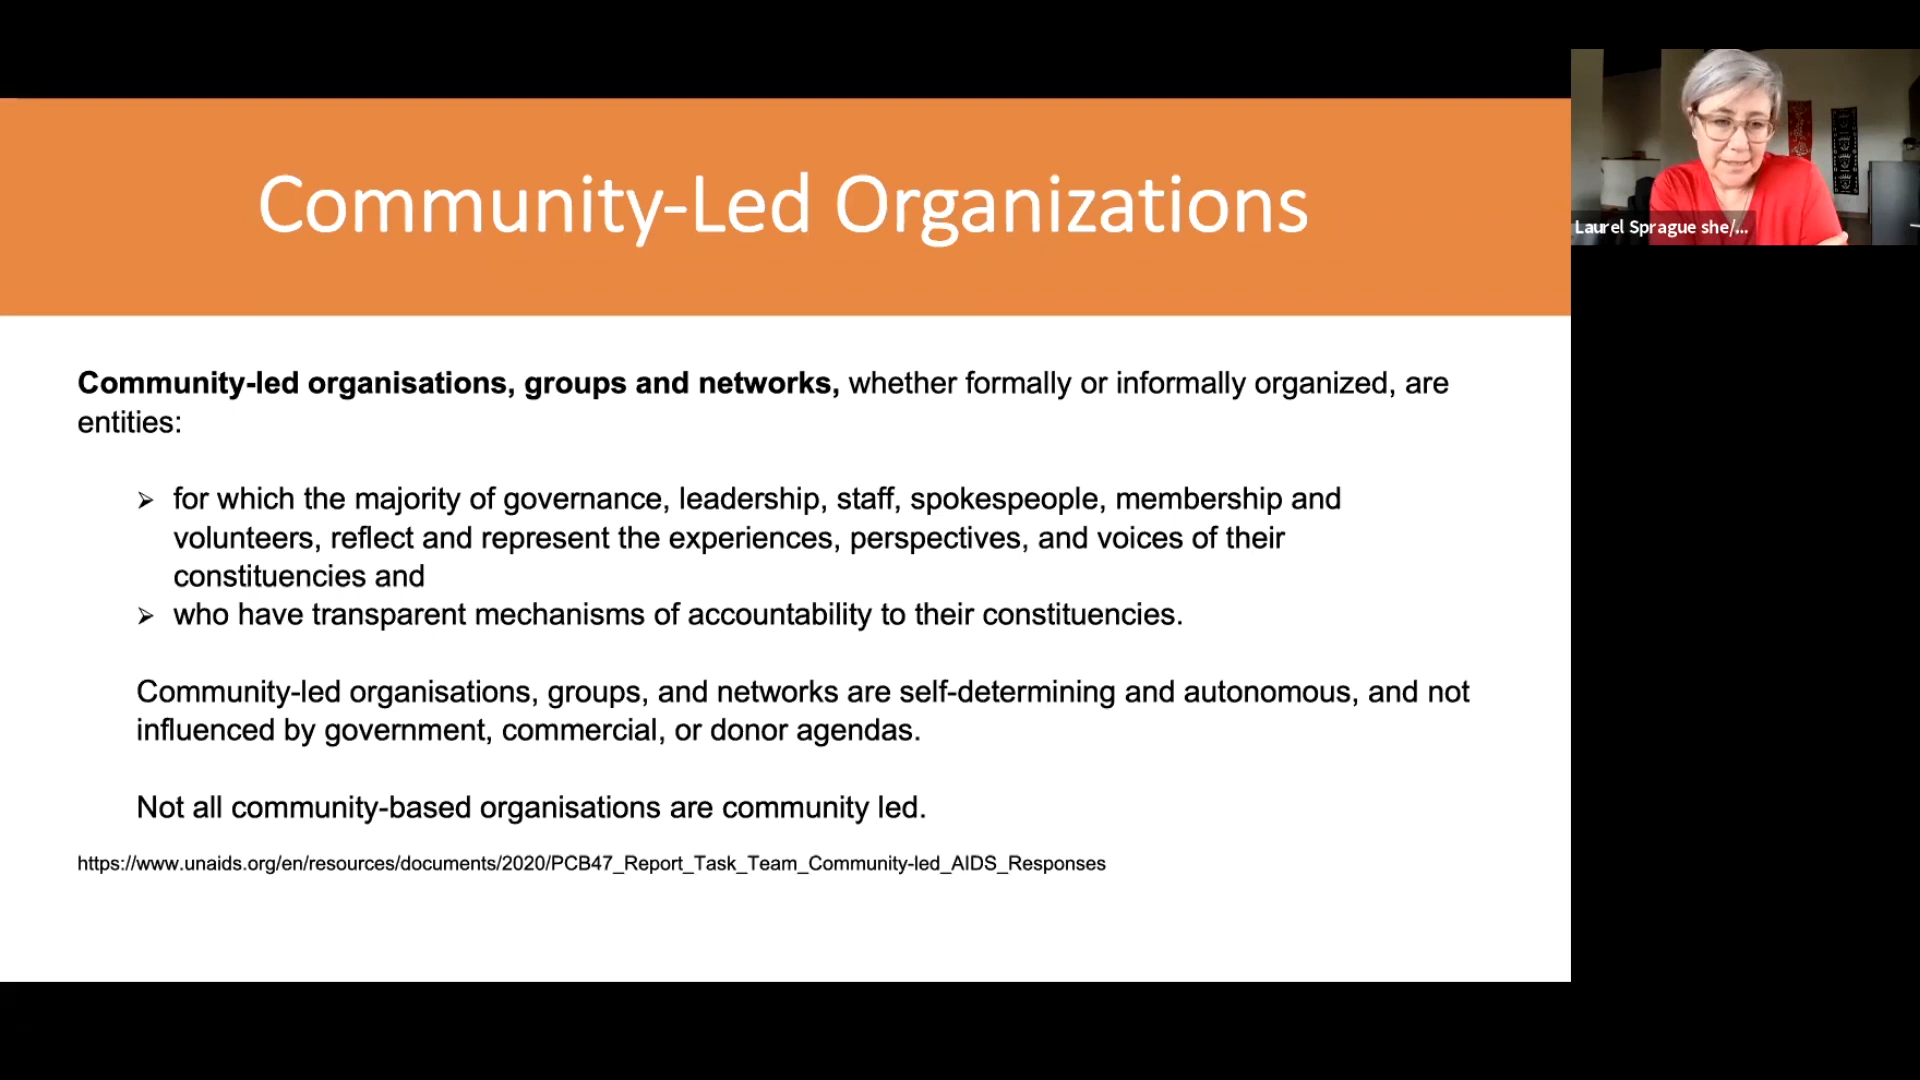 Community-Led Organizations
Laurel Sprague she/...
Community-led organisations, groups and networks, whether formally or informally organized, are
entities:
for which the majority of governance, leadership, staff, spokespeople, membership and
volunteers, reflect and represent the experiences, perspectives, and voices of their
constituencies and
who have transparent mechanisms of accountability to their constituencies.
Community-led organisations, groups, and networks are self-determining and autonomous, and not
influenced by government, commercial, or donor agendas.
Not all community-based organisations are community led.
https://www.unaids.org/en/resources/documents/2020/PCB47_Report_Task_Team_Community-led_AIDS_Responses